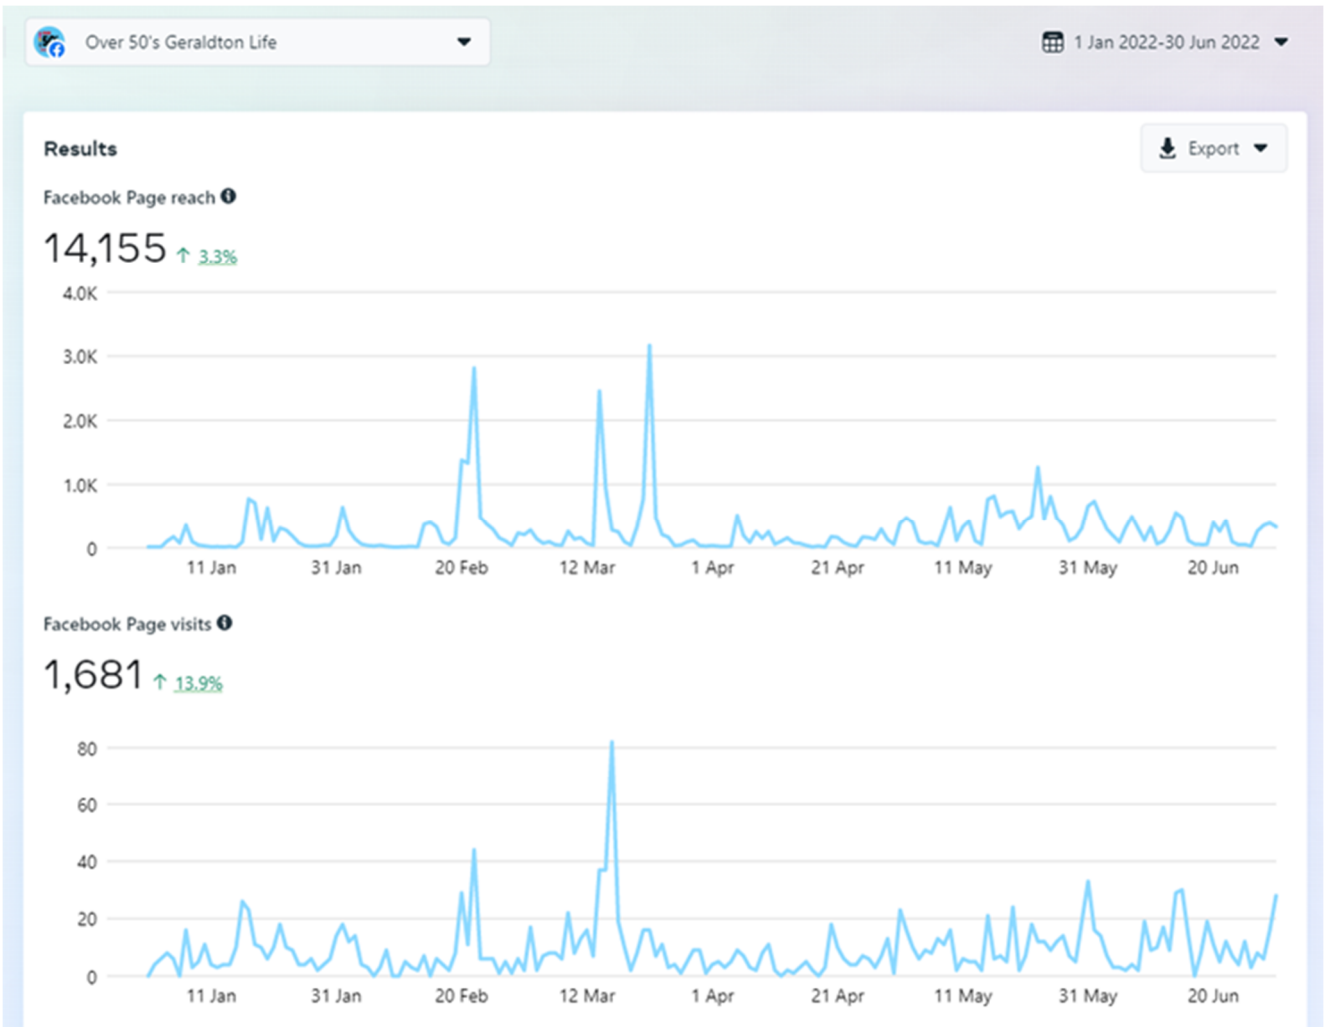 Over 50's Geraldton Life
1 Jan 2022-30 Jun 2022
Results
Export
Facebook Page reach
14,155 ↑ 3.3%
4.0K
3.0K
2.0K
1.0K
0
11 Jan 31 Jan 20 Feb 12 Mar 1 Apr 21 Apr 11 May 31 May 20 Jun
Facebook Page visits
1,681 ↑ 13.9%
80
60
40
20
0
11 Jan 31 Jan 20 Feb 12 Mar 1 Apr 21 Apr 11 May 31 May 20 Jun